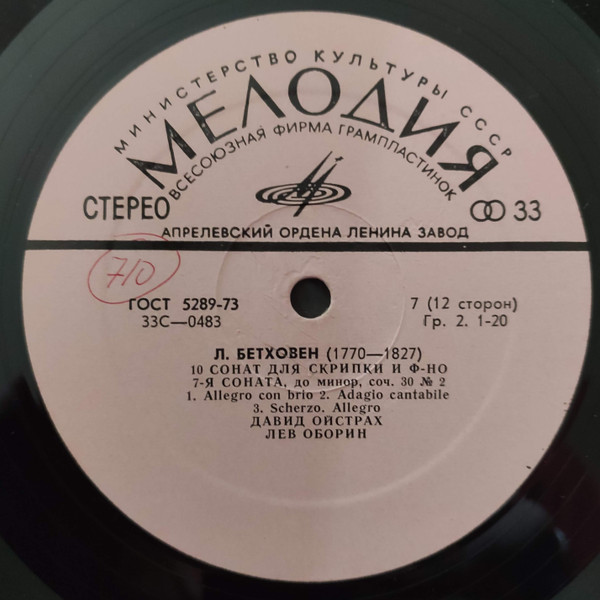 МИНИСТЕРСТВО КУЛЬТУРЫ СССР
МЕЛОДИЯ
ВСЕСОЮЗНАЯ ФИРМА ГРАМПЛАСТИНОК
СТЕРЕО
33
АПРЕЛЕВСКИЙ ОРДЕНА ЛЕНИНА ЗАВОД
710
ГОСТ 5289-73
7 (12 сторон)
33С—0483
Гр. 2. 1-20
Л. БЕТХОВЕН (1770—1827)
10 СОНАТ ДЛЯ СКРИПКИ И Ф-НО
7-Я СОНАТА, до минор, соч. 30 № 2
1. Allegro con brio 2. Adagio cantabile
3. Scherzo. Allegro
ДАВИД ОЙСТРАХ
ЛЕВ ОБОРИН